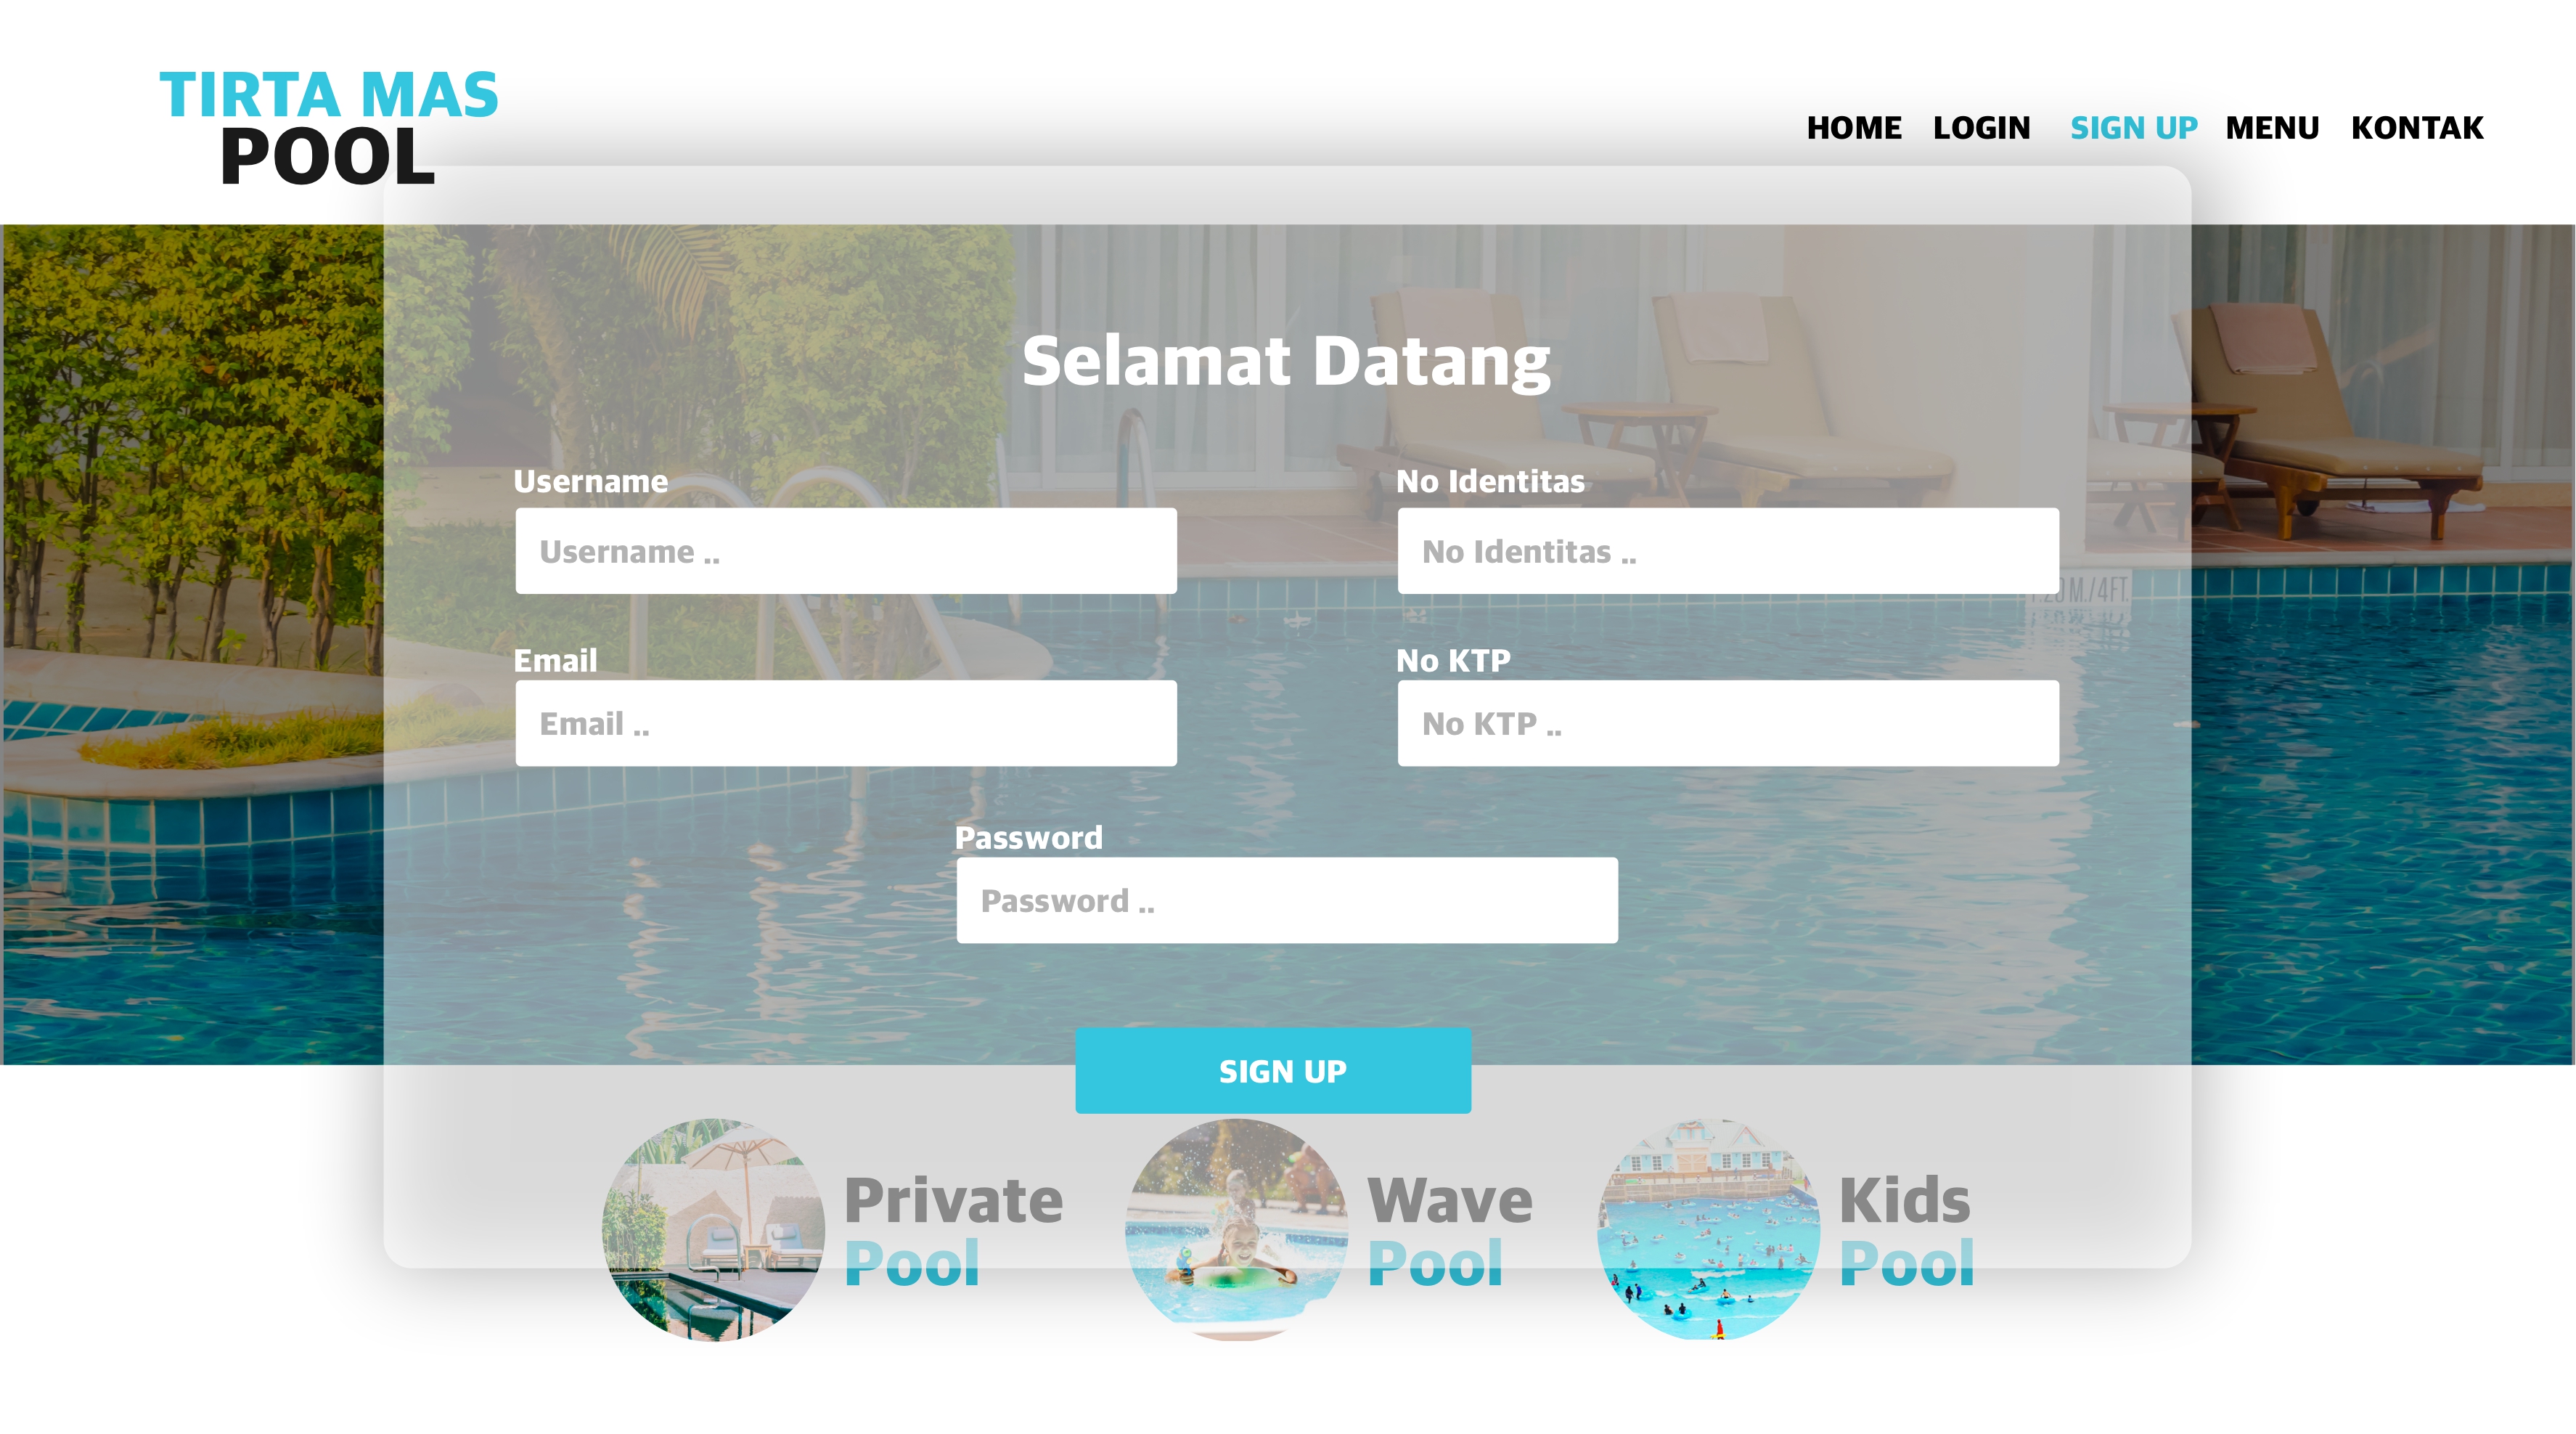 TIRTA MAS
POOL
HOME LOGIN SIGN UP MENU KONTAK
Selamat Datang
Username
Username ..
No Identitas
No Identitas ..
Email
Email ..
No KTP
No KTP ..
Password
Password ..
SIGN UP
Private
Pool
Wave
Pool
Kids
Pool